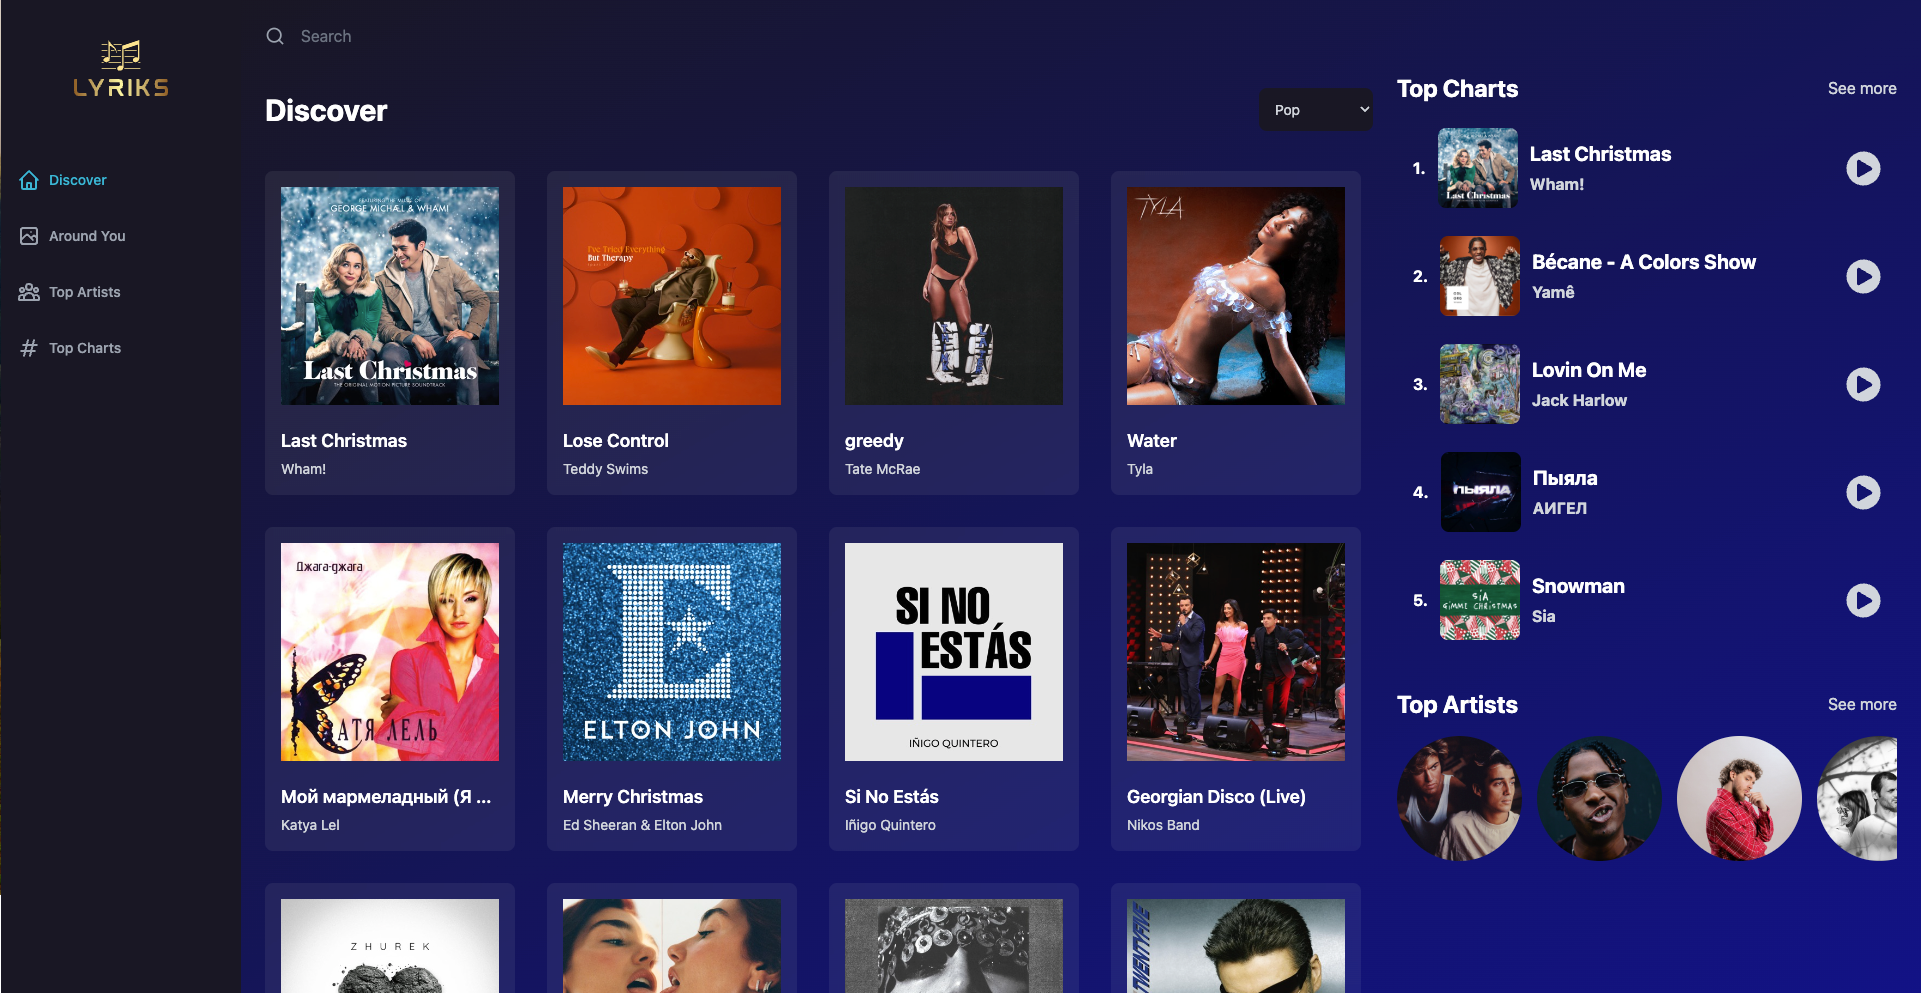 LYRIKS
Discover
Around You
Top Artists
Top Charts
Search
Discover
Pop
FEATURING THE MUSIC OF
GEORGE MICHAEL & WHAM!
Last Christmas
THE ORIGINAL MOTION PICTURE SOUNDTRACK
Last Christmas
Wham!
I've Tried Everything
But Therapy
Lose Control
Teddy Swims
greedy
Tate McRae
TYLA
Water
Tyla
Джага-джага
КАТЯ ЛЕЛЬ
Мой мармеладный (Я ...
Katya Lel
E
ELTON JOHN
Merry Christmas
Ed Sheeran & Elton John
SI NO
ESTÁS
IÑIGO QUINTERO
Si No Estás
Iñigo Quintero
Georgian Disco (Live)
Nikos Band
ZHUREK
TWENTYFIVE
Top Charts
See more
1.
Last Christmas
Last Christmas
Wham!
2.
Bécane - A Colors Show
Yamê
3.
Lovin On Me
Jack Harlow
4.
ПЫЯЛА
Пыяла
АИГЕЛ
5.
SIA
GIMME CHRISTMAS
Snowman
Sia
Top Artists
See more